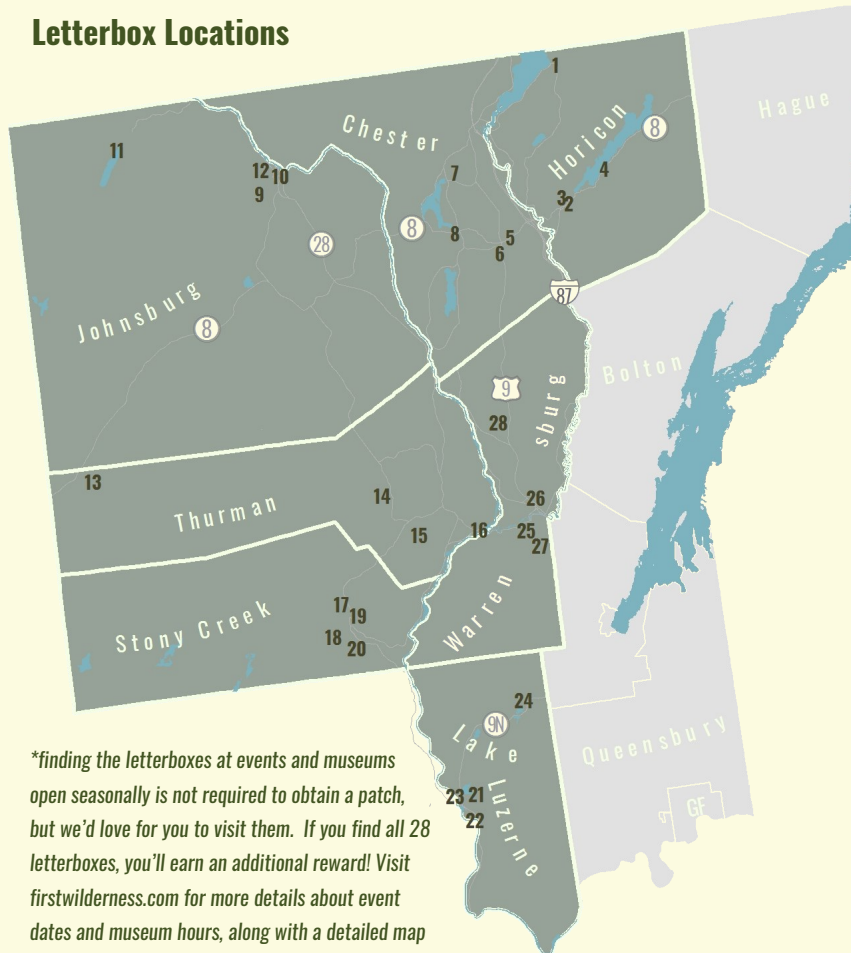 Letterbox Locations
1
Hague
Chester
Horicon
8
11
4
12 10
7
9
3 2
8
28
8
5
6
87
Johnsburg
8
Bolton
9
sburg
28
13
14
26
Thurman
15
16
25
27
17
19
Stony Creek
Warren
18
20
24
9N
Lake
Luzerne
Queensbury
23 21
22
GF
*finding the letterboxes at events and museums
open seasonally is not required to obtain a patch,
but we’d love for you to visit them. If you find all 28
letterboxes, you’ll earn an additional reward! Visit
firstwilderness.com for more details about event
dates and museum hours, along with a detailed map